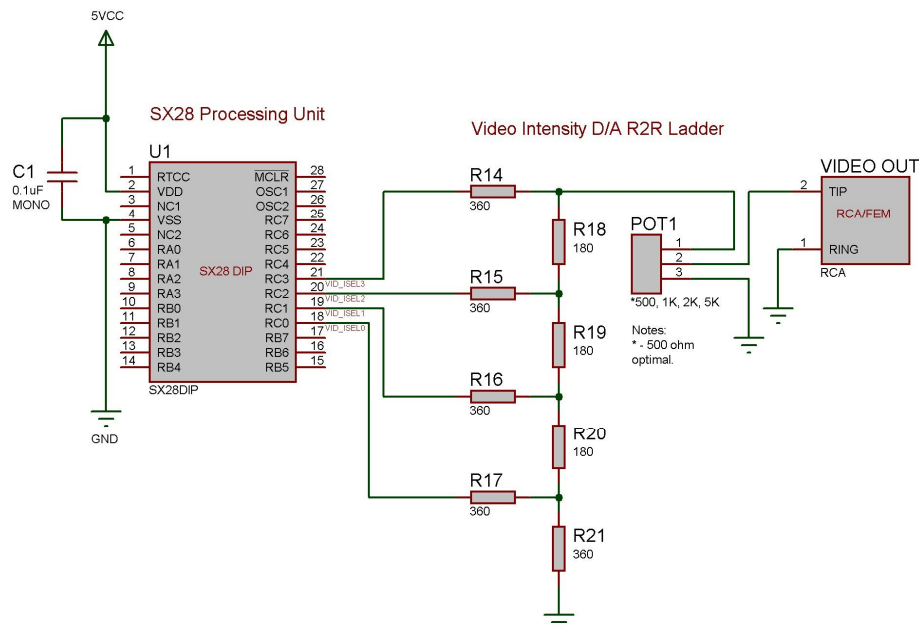 5VCC
SX28 Processing Unit
Video Intensity D/A R2R Ladder
C1
0.1uF
MONO
U1
1 RTCC MCLR 28
2 VDD OSC1 27
3 NC1 OSC2 26
4 VSS RC7 25
5 NC2 RC6 24
6 RA0 RC5 23
7 RA1 RC4 22
8 RA2 RC3 21
9 RA3 RC2 20
10 RB0 RC1 19
11 RB1 RC0 18
12 RB2 RB7 17
13 RB3 RB6 16
14 RB4 RB5 15
SX28 DIP
SX28DIP
VID_ISEL3
VID_ISEL2
VID_ISEL1
VID_ISEL0
GND
R14
360
R18
180
R15
360
R19
180
R16
360
R20
180
R17
360
R21
360
POT1
1
2
3
*500, 1K, 2K, 5K
Notes:
* - 500 ohm
optimal.
VIDEO OUT
2 TIP
RCA/FEM
1 RING
RCA